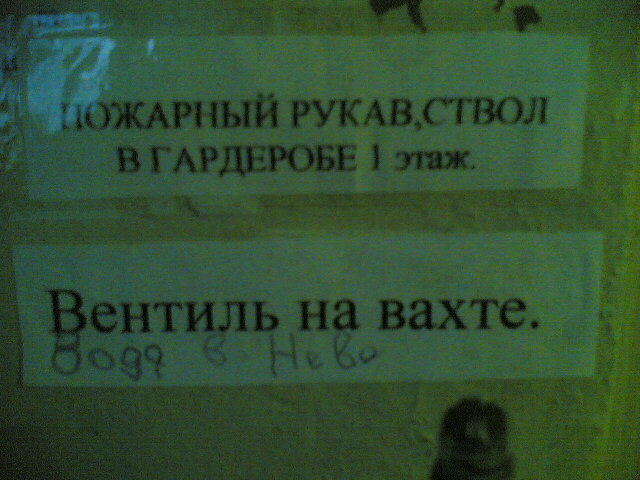 ПОЖАРНЫЙ РУКАВ,СТВОЛ
В ГАРДЕРОБЕ 1 этаж.
Вентиль на вахте.
Вода в Неве